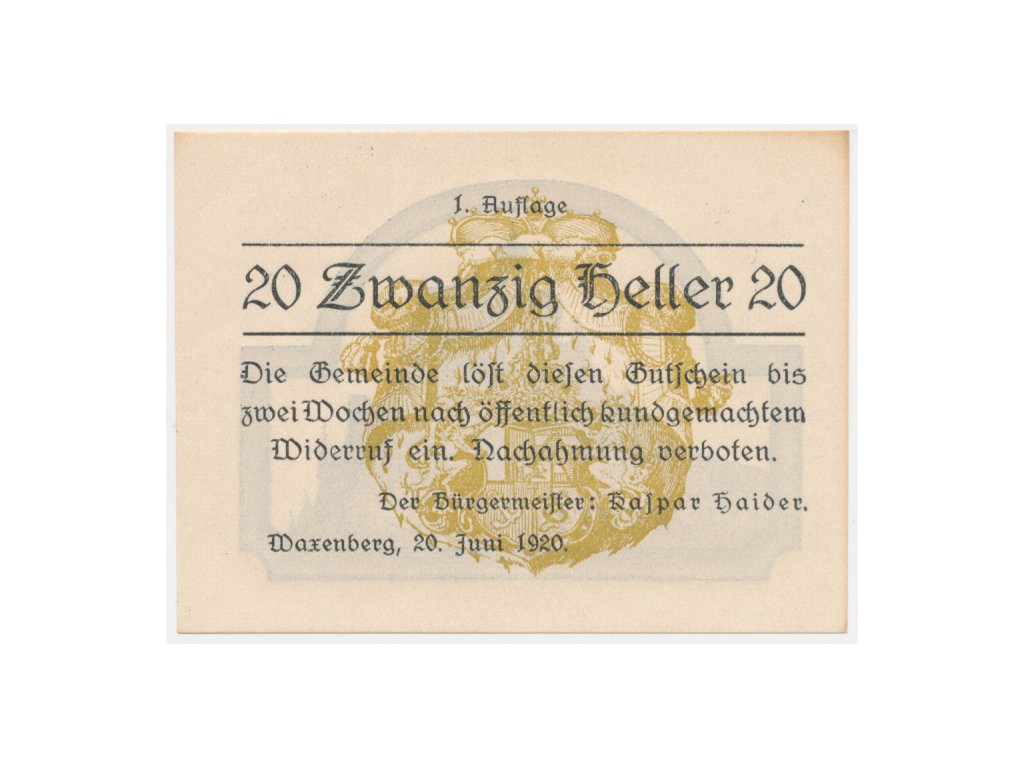 1. Auflage
20 Zwanzig Heller 20
Die Gemeinde löst diesen Gutschein bis
zwei Wochen nach öffentlich kundgemachtem
Widerruf ein. Nachahmung verboten.
Der Bürgermeister: Kaspar Haider.
Waxenberg, 20. Juni 1920.